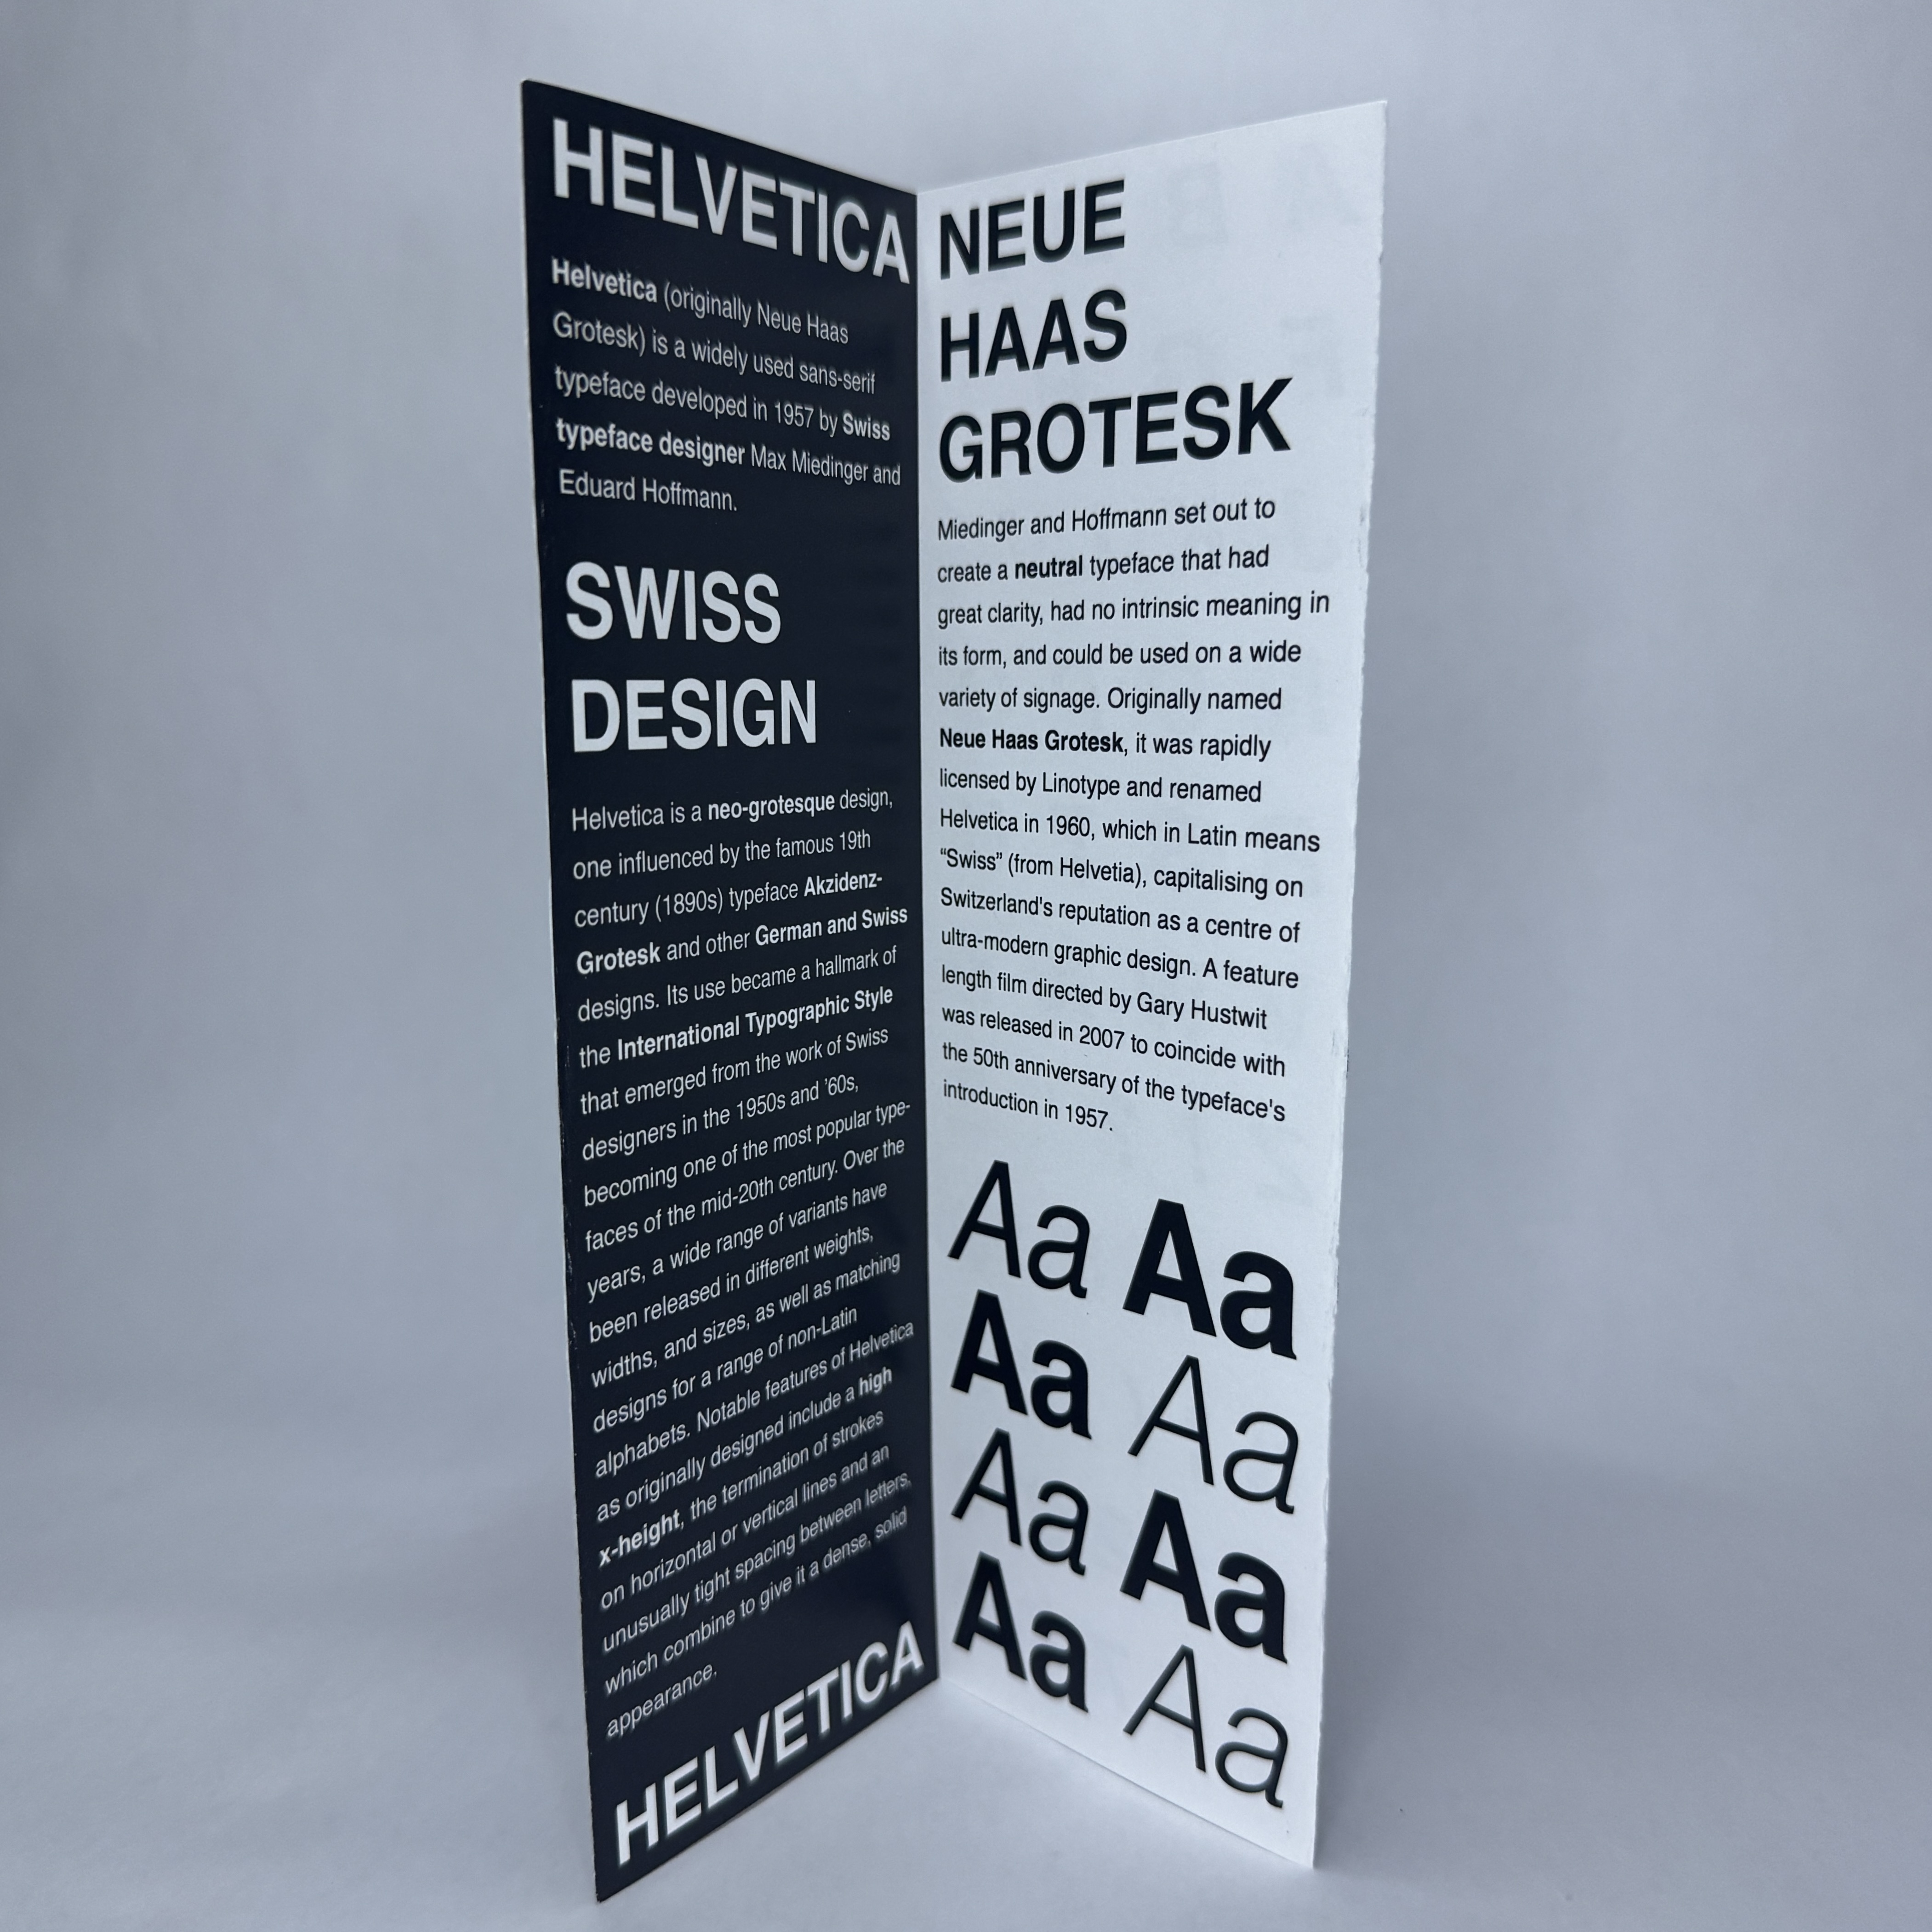 HELVETICA
Helvetica (originally Neue Haas
Grotesk) is a widely used sans-serif
typeface developed in 1957 by Swiss
typeface designer Max Miedinger and
Eduard Hoffmann.
SWISS
DESIGN
Helvetica is a neo-grotesque design,
one influenced by the famous 19th
century (1890s) typeface Akzidenz-
Grotesk and other German and Swiss
designs. Its use became a hallmark of
the International Typographic Style
that emerged from the work of Swiss
designers in the 1950s and ’60s,
becoming one of the most popular type-
faces of the mid-20th century. Over the
years, a wide range of variants have
been released in different weights,
widths, and sizes, as well as matching
designs for a range of non-Latin
alphabets. Notable features of Helvetica
as originally designed include a high
x-height, the termination of strokes
on horizontal or vertical lines and an
unusually tight spacing between letters,
which combine to give it a dense, solid
appearance.
HELVETICA
NEUE
HAAS
GROTESK
Miedinger and Hoffmann set out to
create a neutral typeface that had
great clarity, had no intrinsic meaning in
its form, and could be used on a wide
variety of signage. Originally named
Neue Haas Grotesk, it was rapidly
licensed by Linotype and renamed
Helvetica in 1960, which in Latin means
“Swiss” (from Helvetia), capitalising on
Switzerland's reputation as a centre of
ultra-modern graphic design. A feature
length film directed by Gary Hustwit
was released in 2007 to coincide with
the 50th anniversary of the typeface's
introduction in 1957.
Aa Aa
Aa Aa
Aa Aa
Aa Aa